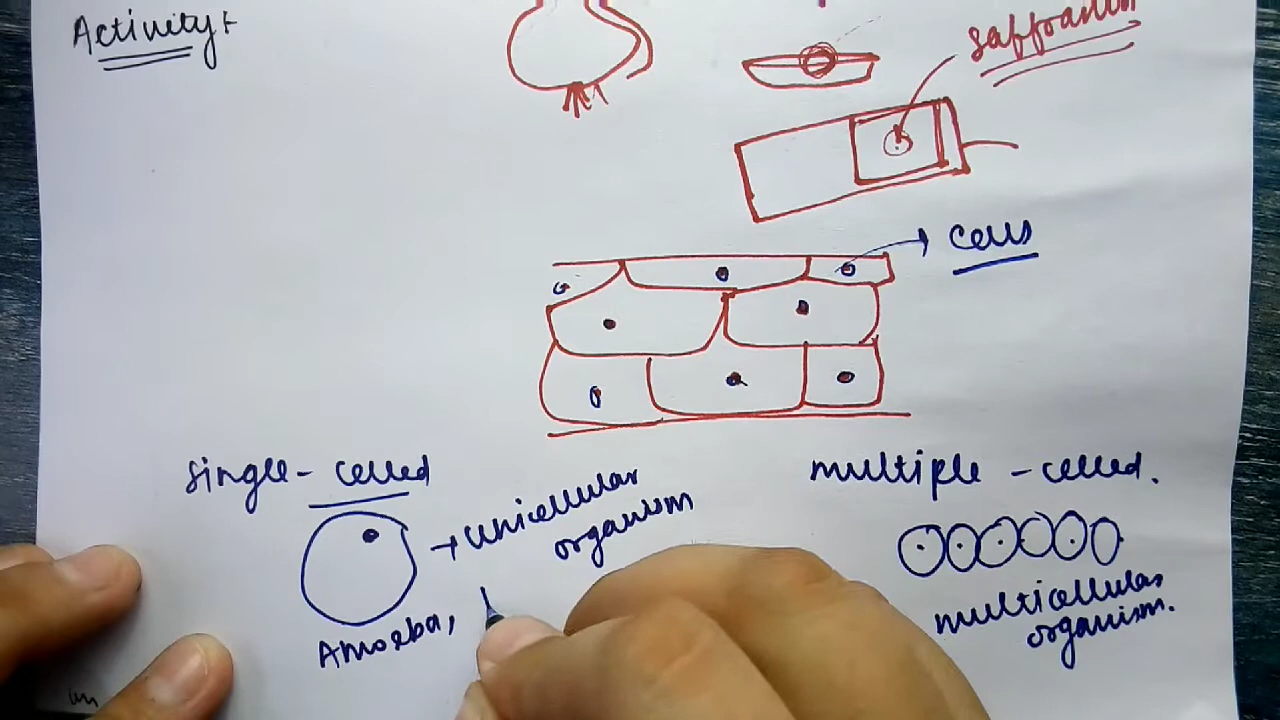 Activity:
saffranin
cells
single-celled
multiple-celled.
unicellular
organism
Amoeba,
multicellular
organism.